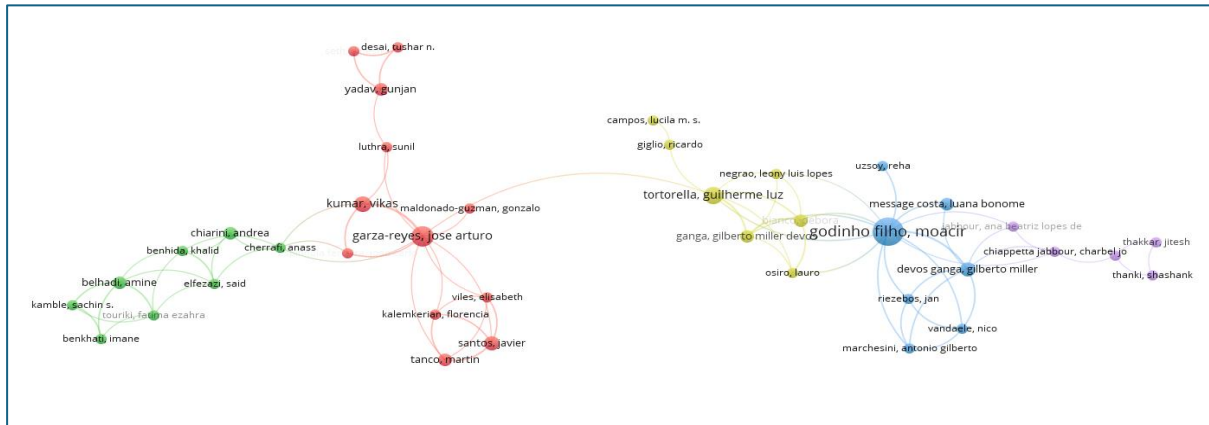 desai, tushar n.
yadav, gunjan
luthra, sunil
kumar, vikas
maldonado-guzman, gonzalo
garza-reyes, jose arturo
chiarini, andrea
cherrafi, anass
benhida, khalid
belhadi, amine
elfezazi, said
kamble, sachin s.
touriki, fatima ezahra
benkhati, imane
viles, elisabeth
kalemkerian, florencia
santos, javier
tanco, martin
campos, lucila m. s.
giglio, ricardo
negrao, leony luis lopes
tortorella, guilherme luz
ganga, gilberto miller devos
osiro, lauro
uzsoy, reha
message costa, luana bonome
godinho filho, moacir
jabbour, ana beatriz lopes de
chiappetta jabbour, charbel jo
thakkar, jitesh
thanki, shashank
devos ganga, gilberto miller
riezebos, jan
vandaele, nico
marchesini, antonio gilberto